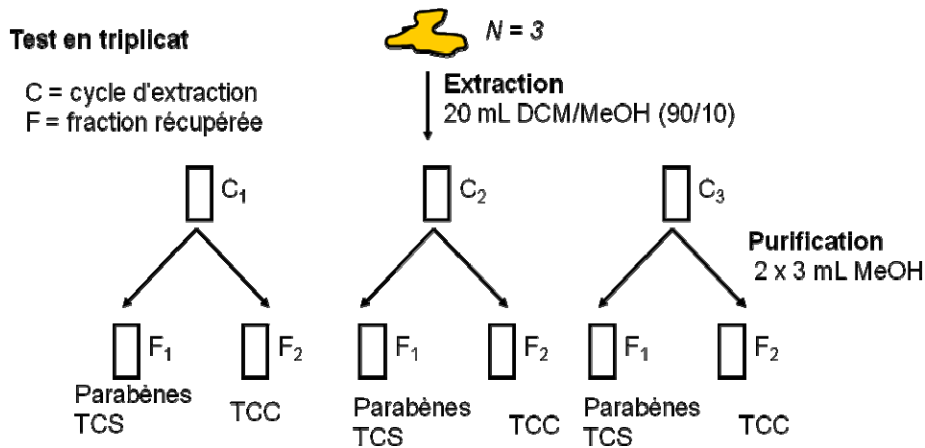 Test en triplicat
N = 3
C = cycle d'extraction
F = fraction récupérée
Extraction
20 mL DCM/MeOH (90/10)
C1
C2
C3
Purification
2 x 3 mL MeOH
F1
F2
F1
F2
F1
F2
Parabènes
TCS
TCC
Parabènes
TCS
TCC
Parabènes
TCS
TCC